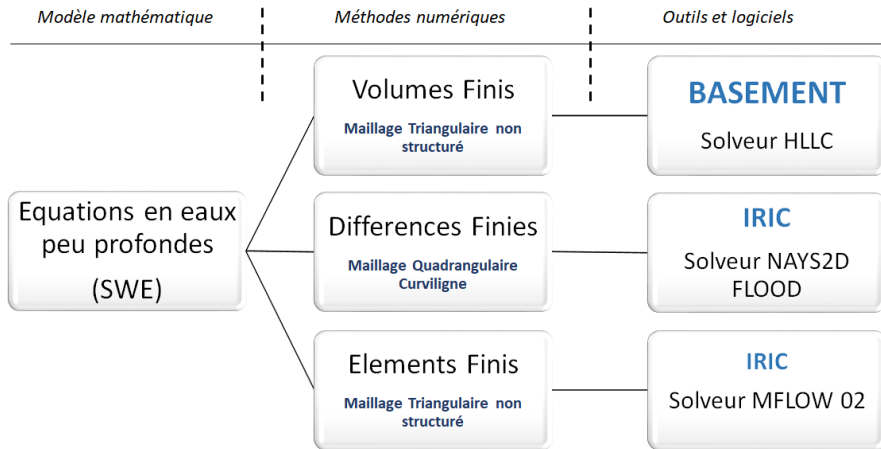 Modèle mathématique
Méthodes numériques
Outils et logiciels
Equations en eaux
peu profondes
(SWE)
Volumes Finis
Maillage Triangulaire non
structuré
BASEMENT
Solveur HLLC
Differences Finies
Maillage Quadrangulaire
Curviligne
IRIC
Solveur NAYS2D
FLOOD
Elements Finis
Maillage Triangulaire non
structuré
IRIC
Solveur MFLOW 02